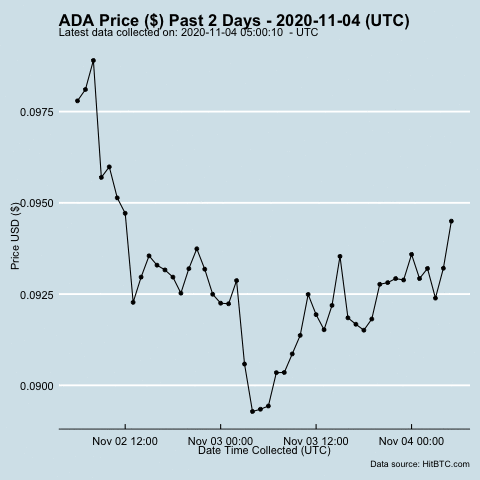 ADA Price ($) Past 2 Days - 2020-11-04 (UTC)
Latest data collected on: 2020-11-04 05:00:10 - UTC
0.0975
0.0950
0.0925
0.0900
Price USD ($)
Nov 02 12:00 Nov 03 00:00 Nov 03 12:00 Nov 04 00:00
Date Time Collected (UTC)
Data source: HitBTC.com